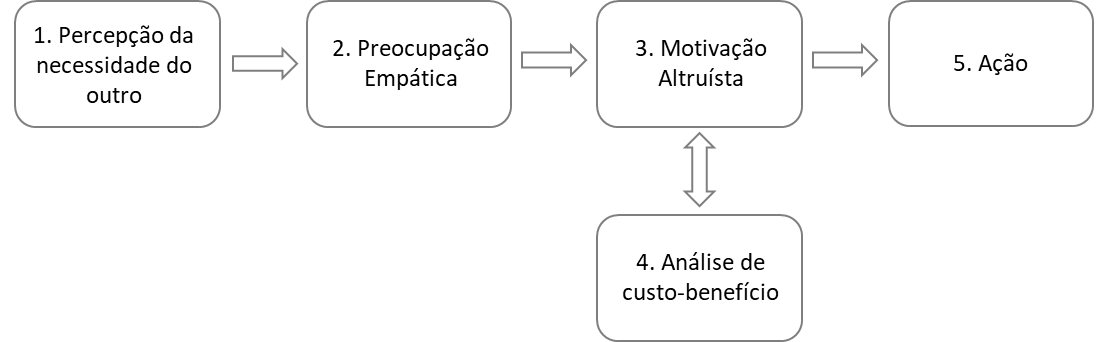 1. Percepção da
necessidade do
outro
2. Preocupação
Empática
3. Motivação
Altruísta
5. Ação
4. Análise de
custo-benefício